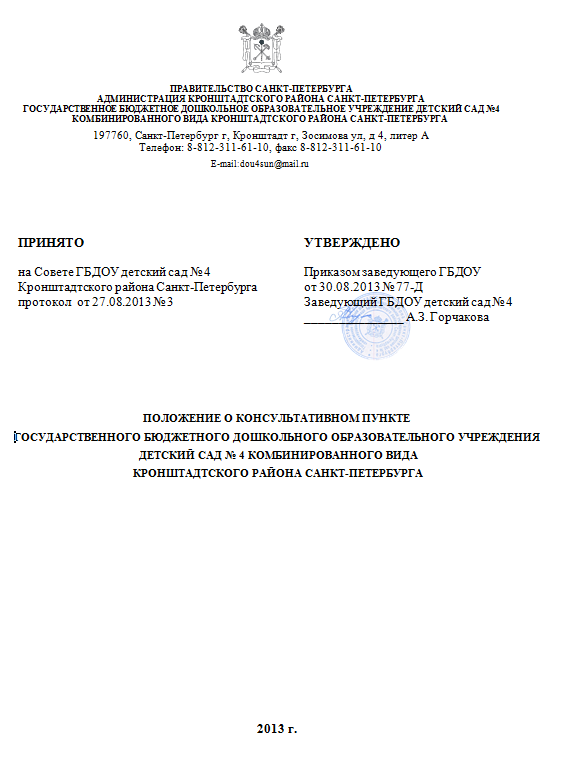 ПРАВИТЕЛЬСТВО САНКТ-ПЕТЕРБУРГА
АДМИНИСТРАЦИЯ КРОНШТАДТСКОГО РАЙОНА САНКТ-ПЕТЕРБУРГА
ГОСУДАРСТВЕННОЕ БЮДЖЕТНОЕ ДОШКОЛЬНОЕ ОБРАЗОВАТЕЛЬНОЕ УЧРЕЖДЕНИЕ ДЕТСКИЙ САД №4
КОМБИНИРОВАННОГО ВИДА КРОНШТАДТСКОГО РАЙОНА САНКТ-ПЕТЕРБУРГА
197760, Санкт-Петербург г, Кронштадт г, Зосимова ул, д 4, литер А
Телефон: 8-812-311-61-10, факс 8-812-311-61-10
E-mail:dou4sun@mail.ru
ПРИНЯТО
на Совете ГБДОУ детский сад №4
Кронштадтского района Санкт-Петербурга
протокол от 27.08.2013 №3
УТВЕРЖДЕНО
Приказом заведующего ГБДОУ
от 30.08.2013 №77-Д
Заведующий ГБДОУ детский сад №4
________________ А.З. Горчакова
ПОЛОЖЕНИЕ О КОНСУЛЬТАТИВНОМ ПУНКТЕ
ГОСУДАРСТВЕННОГО БЮДЖЕТНОГО ДОШКОЛЬНОГО ОБРАЗОВАТЕЛЬНОГО УЧРЕЖДЕНИЯ
ДЕТСКИЙ САД № 4 КОМБИНИРОВАННОГО ВИДА
КРОНШТАДТСКОГО РАЙОНА САНКТ-ПЕТЕРБУРГА
2013 г.